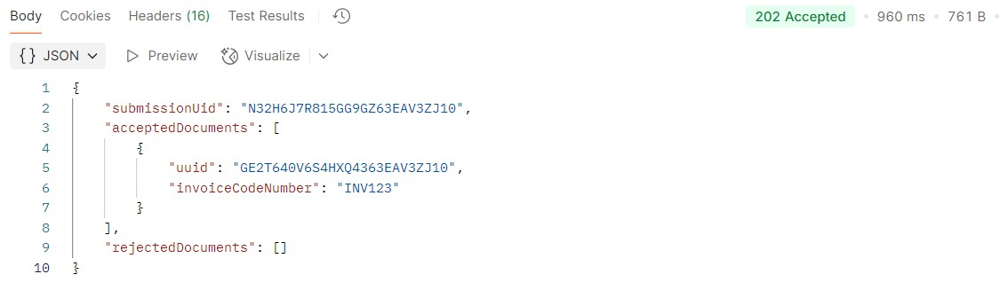 Body Cookies Headers (16) Test Results 202 Accepted • 960 ms • 761 B •
{} JSON Preview Visualize
1 {
2 "submissionUid": "N32H6J7R815GG9GZ63EAV3ZJ10",
3 "acceptedDocuments": [
4 {
5 "uuid": "GE2T640V6S4HXQ4363EAV3ZJ10",
6 "invoiceCodeNumber": "INV123"
7 }
8 ],
9 "rejectedDocuments": []
10 }